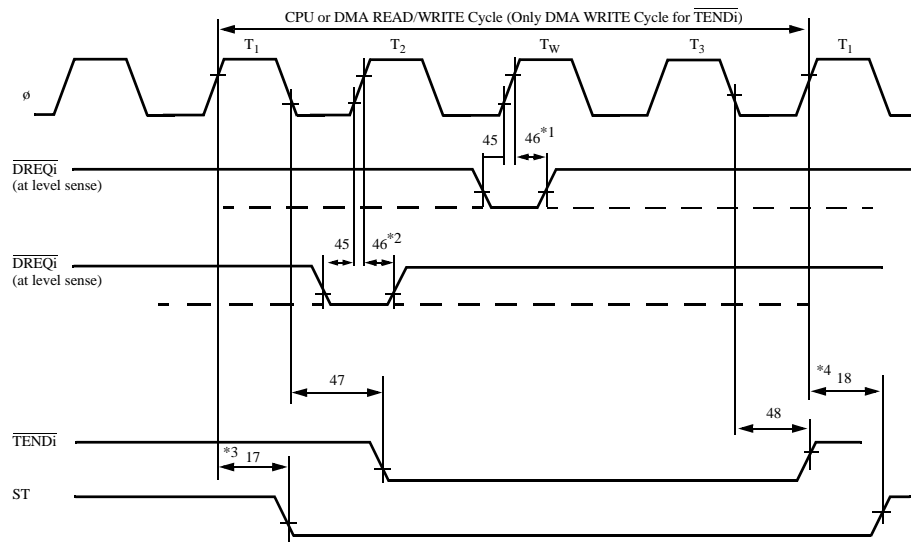 CPU or DMA READ/WRITE Cycle (Only DMA WRITE Cycle for TENDi)
T1 T2 TW T3 T1
ø
45 46*1
DREQi
(at level sense)
45 46*2
DREQi
(at level sense)
47 *4 18
48
TENDi
*3 17
ST